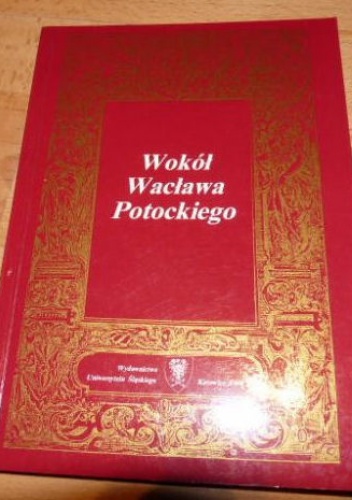 Wokół
Wacława
Potockiego
Wydawnictwo
Uniwersytetu Śląskiego
Katowice